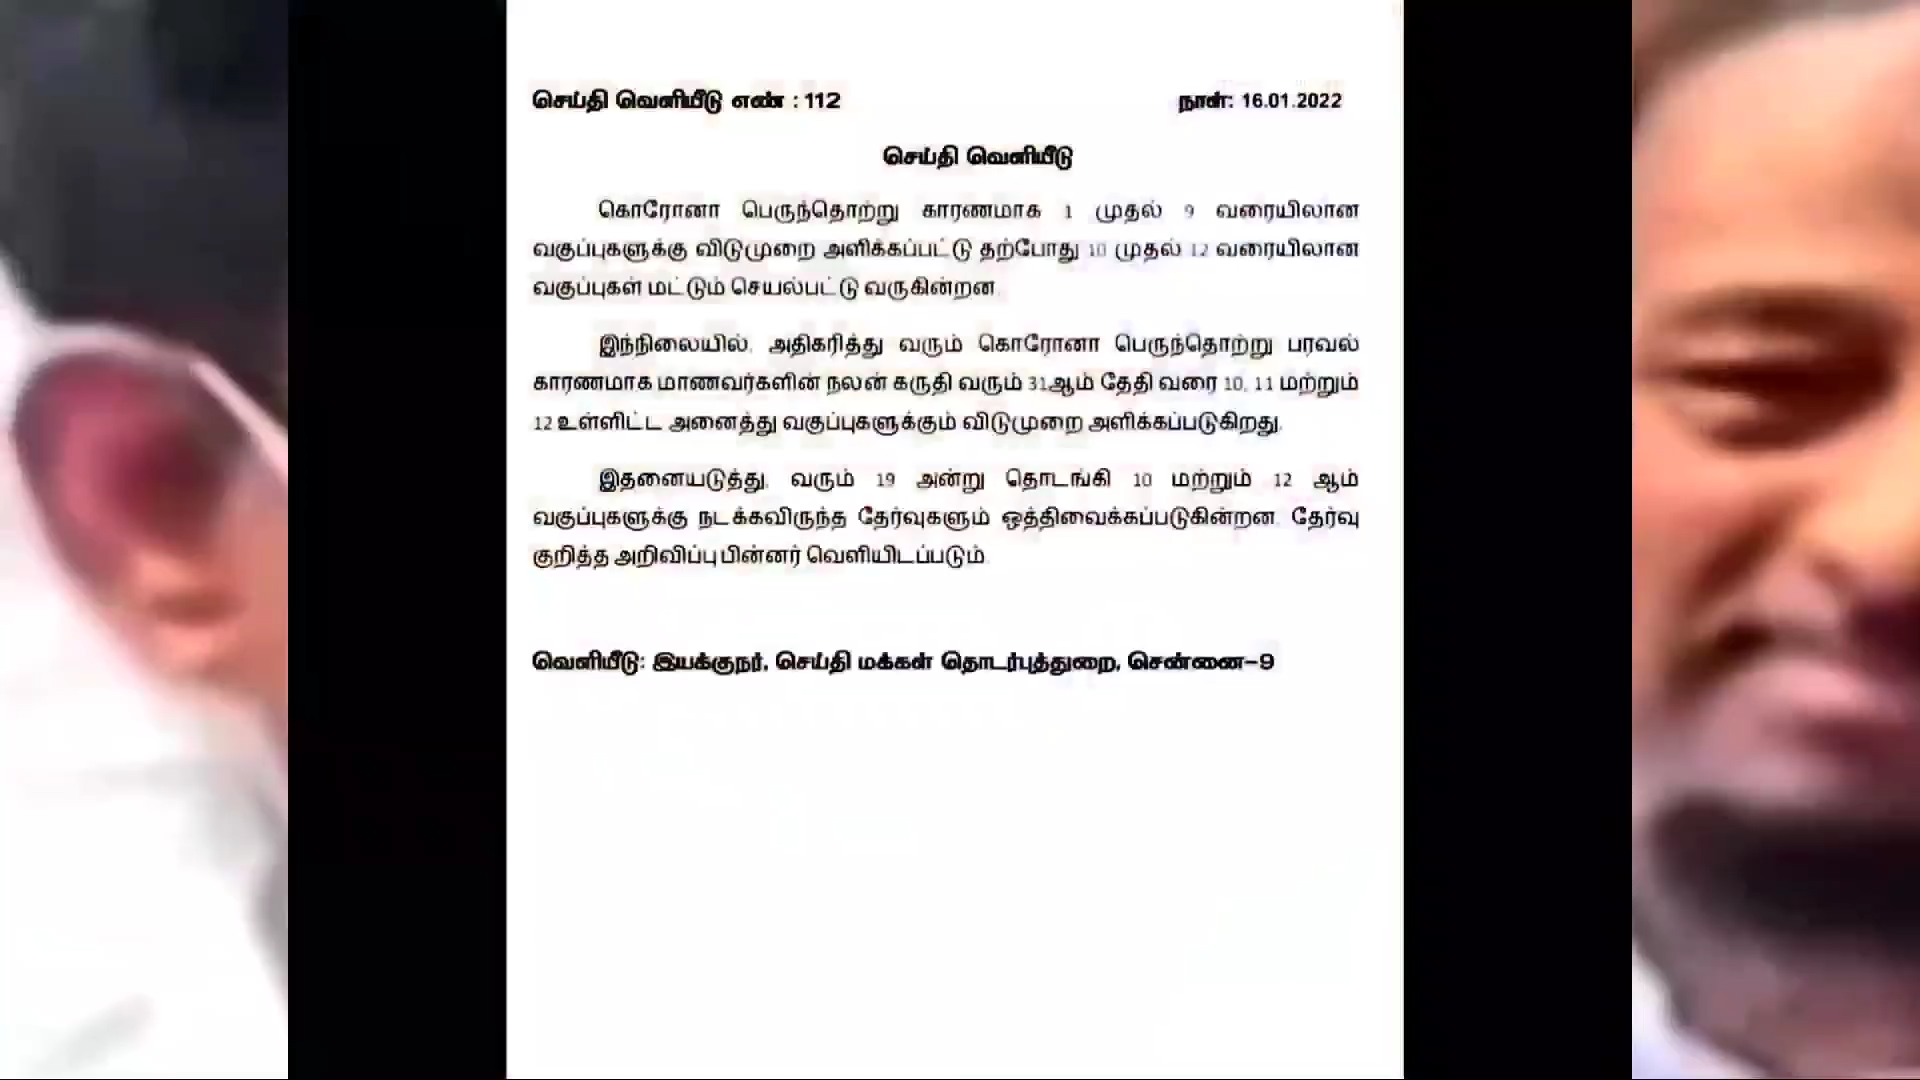 செய்தி வெளியீடு எண் : 112 நாள்: 16.01.2022
செய்தி வெளியீடு
கொரோனா பெருந்தொற்று காரணமாக 1 முதல் 9 வரையிலான
வகுப்புகளுக்கு விடுமுறை அளிக்கப்பட்டு தற்போது 10 முதல் 12 வரையிலான
வகுப்புகள் மட்டும் செயல்பட்டு வருகின்றன.
இந்நிலையில், அதிகரித்து வரும் கொரோனா பெருந்தொற்று பரவல்
காரணமாக மாணவர்களின் நலன் கருதி வரும் 31ஆம் தேதி வரை 10, 11 மற்றும்
12 உள்ளிட்ட அனைத்து வகுப்புகளுக்கும் விடுமுறை அளிக்கப்படுகிறது.
இதனையடுத்து, வரும் 19 அன்று தொடங்கி 10 மற்றும் 12 ஆம்
வகுப்புகளுக்கு நடக்கவிருந்த தேர்வுகளும் ஒத்திவைக்கப்படுகின்றன. தேர்வு
குறித்த அறிவிப்பு பின்னர் வெளியிடப்படும்.
வெளியீடு: இயக்குநர், செய்தி மக்கள் தொடர்புத்துறை, சென்னை-9